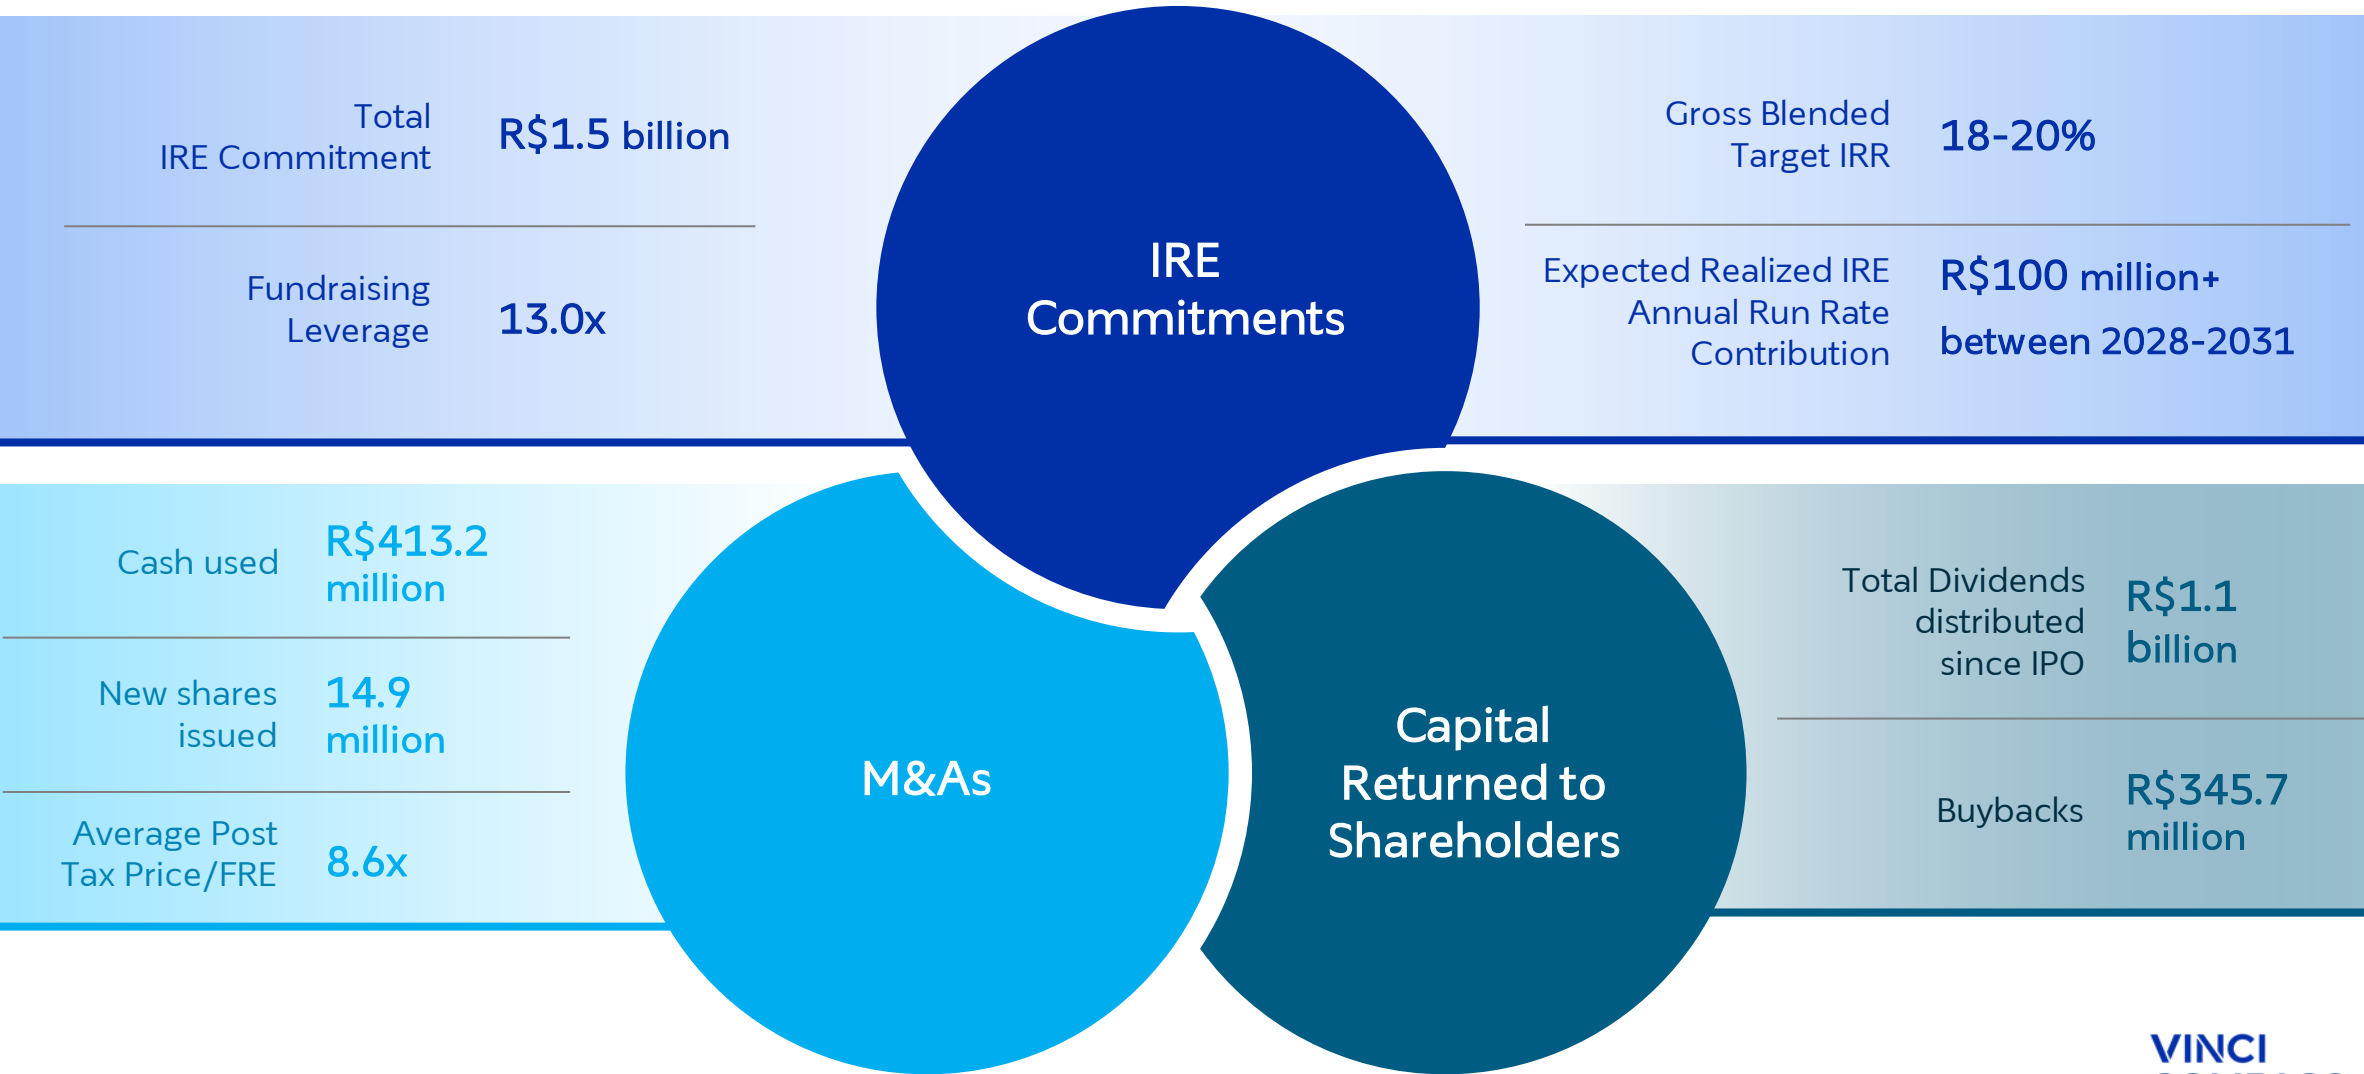 Total
IRE Commitment
R$1.5 billion
Fundraising
Leverage
13.0x
IRE
Commitments
Gross Blended
Target IRR
18-20%
Expected Realized IRE
Annual Run Rate
Contribution
R$100 million+
between 2028-2031
Cash used
R$413.2
million
New shares
issued
14.9
million
Average Post
Tax Price/FRE
8.6x
M&As
Capital
Returned to
Shareholders
Total Dividends
distributed
since IPO
R$1.1
billion
Buybacks
R$345.7
million
VINCI